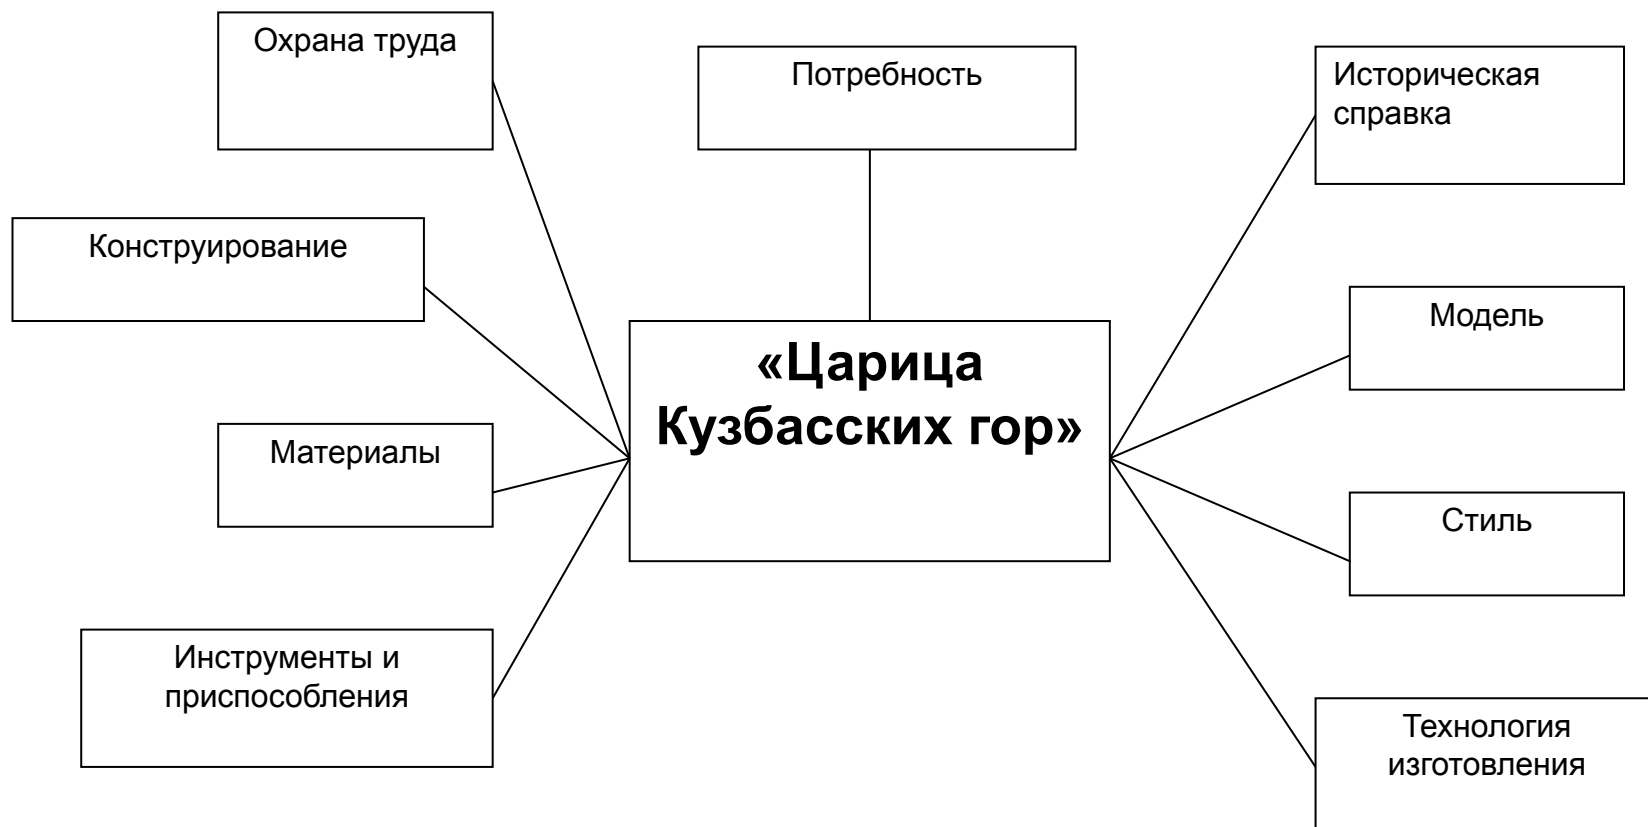 Охрана труда
Потребность
Историческая
справка
Конструирование
Модель
«Царица
Кузбасских гор»
Материалы
Стиль
Инструменты и
приспособления
Технология
изготовления